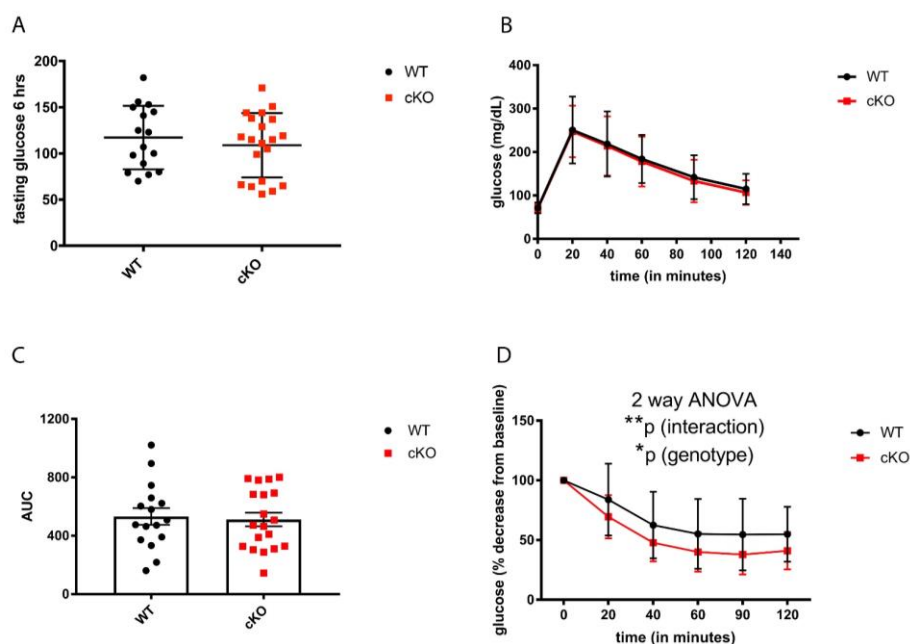 A
fasting glucose 6 hrs
200
150
100
50
0
WT
cKO
WT
cKO
B
glucose (mg/dL)
400
300
200
100
0
0 20 40 60 80 100 120 140
time (in minutes)
WT
cKO
C
AUC
1200
800
400
0
WT
cKO
WT
cKO
D
glucose (% decrease from baseline)
150
100
50
0
2 way ANOVA
**p (interaction)
*p (genotype)
0 20 40 60 90 120
time (in minutes)
WT
cKO